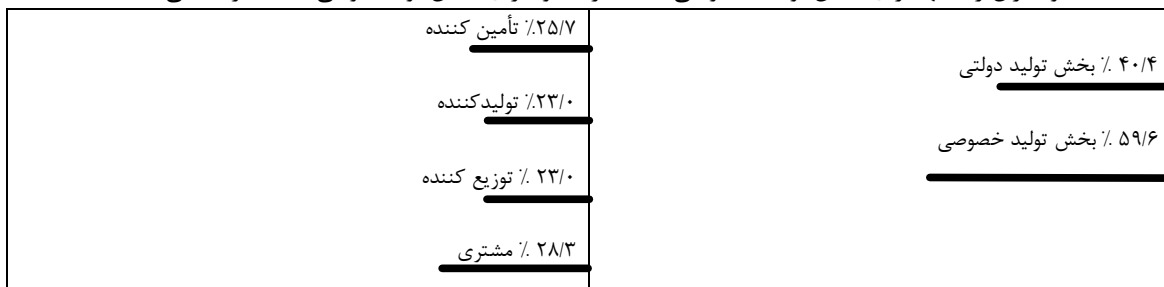 ۴۰/۴ ٪ بخش تولید دولتی
۵۹/۶ ٪ بخش تولید خصوصی
۲۵/۷٪ تأمین کننده
۲۳/۰٪ تولیدکننده
۲۳/۰ ٪ توزیع کننده
۲۸/۳ ٪ مشتری